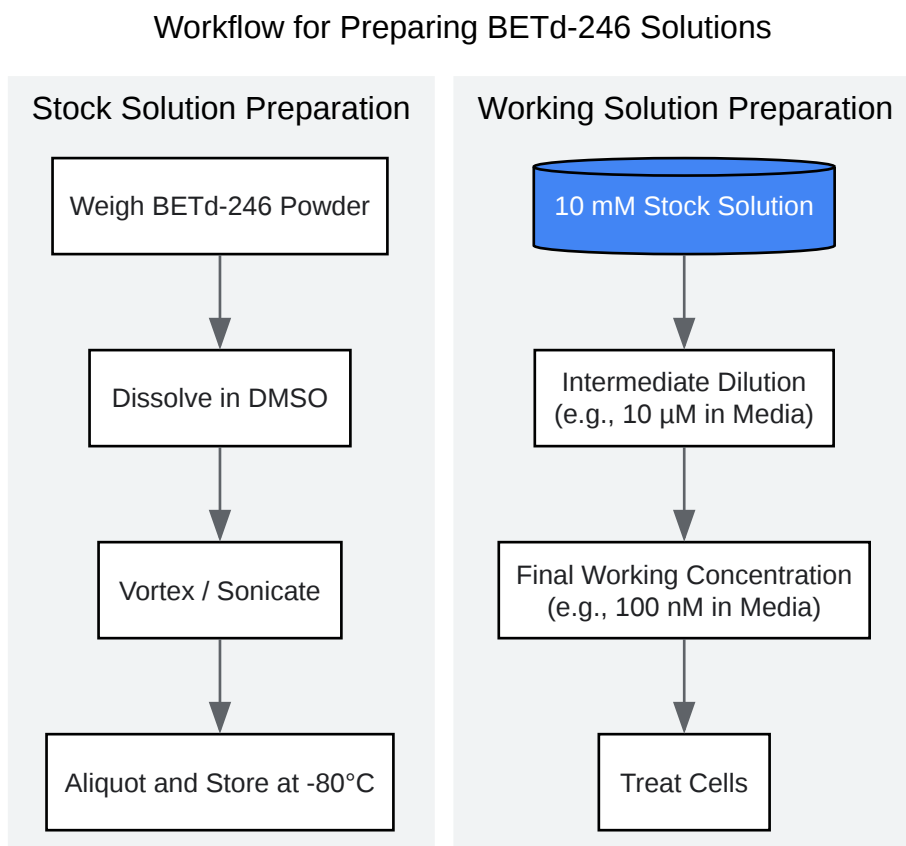 Workflow for Preparing BETd-246 Solutions
Stock Solution Preparation
Weigh BETd-246 Powder
Dissolve in DMSO
Vortex / Sonicate
Aliquot and Store at -80°C
Working Solution Preparation
10 mM Stock Solution
Intermediate Dilution
(e.g., 10 µM in Media)
Final Working Concentration
(e.g., 100 nM in Media)
Treat Cells